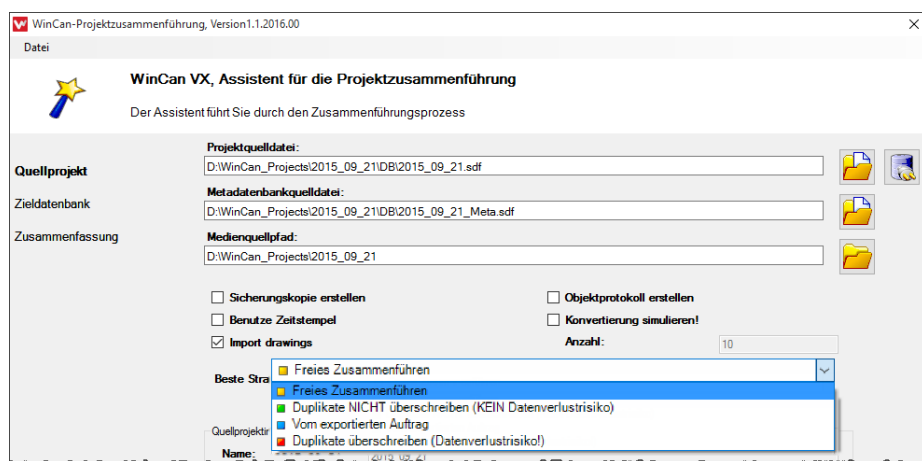 WinCan-Projektzusammenführung, Version1.1.2016.00
Datei
WinCan VX, Assistent für die Projektzusammenführung
Der Assistent führt Sie durch den Zusammenführungsprozess
Projektquelldatei:
Quellprojekt
D:\WinCan_Projects\2015_09_21\DB\2015_09_21.sdf
Metadatenbankquelldatei:
Zieldatenbank
D:\WinCan_Projects\2015_09_21\DB\2015_09_21_Meta.sdf
Zusammenfassung
Medienquellpfad:
D:\WinCan_Projects\2015_09_21
Sicherungskopie erstellen Objektprotokoll erstellen
Benutze Zeitstempel Konvertierung simulieren!
Import drawings Anzahl: 10
Beste Stra Freies Zusammenführen
Freies Zusammenführen
Duplikate NICHT überschreiben (KEIN Datenverlustrisiko)
Vom exportierten Auftrag
Quellprojektir Duplikate überschreiben (Datenverlustrisiko!)
Name: